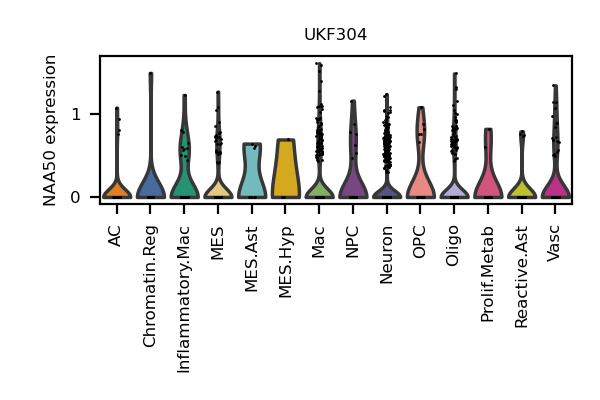 UKF304
NAA50 expression
1
0
AC
Chromatin.Reg
Inflammatory.Mac
MES
MES.Ast
MES.Hyp
Mac
NPC
Neuron
OPC
Oligo
Prolif.Metab
Reactive.Ast
Vasc